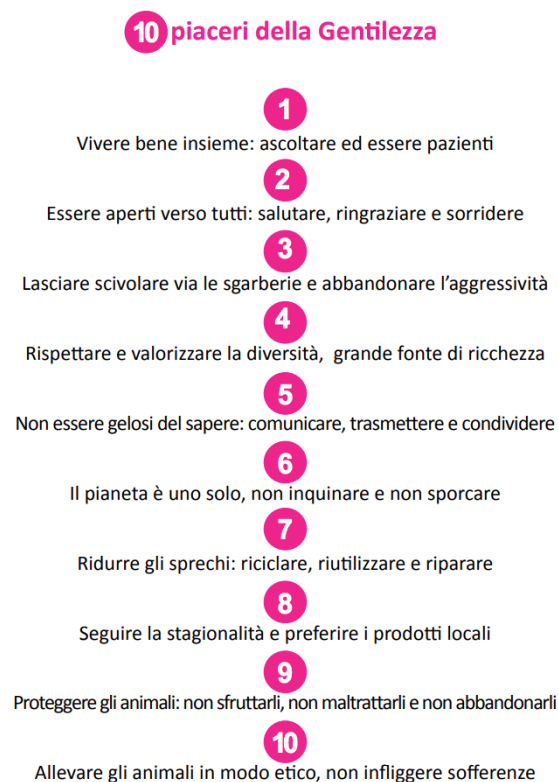 10 piaceri della Gentilezza
1
Vivere bene insieme: ascoltare ed essere pazienti
2
Essere aperti verso tutti: salutare, ringraziare e sorridere
3
Lasciare scivolare via le sgarberie e abbandonare l’aggressività
4
Rispettare e valorizzare la diversità, grande fonte di ricchezza
5
Non essere gelosi del sapere: comunicare, trasmettere e condividere
6
Il pianeta è uno solo, non inquinare e non sporcare
7
Ridurre gli sprechi: riciclare, riutilizzare e riparare
8
Seguire la stagionalità e preferire i prodotti locali
9
Proteggere gli animali: non sfruttarli, non maltrattarli e non abbandonarli
10
Allevare gli animali in modo etico, non infliggere sofferenze